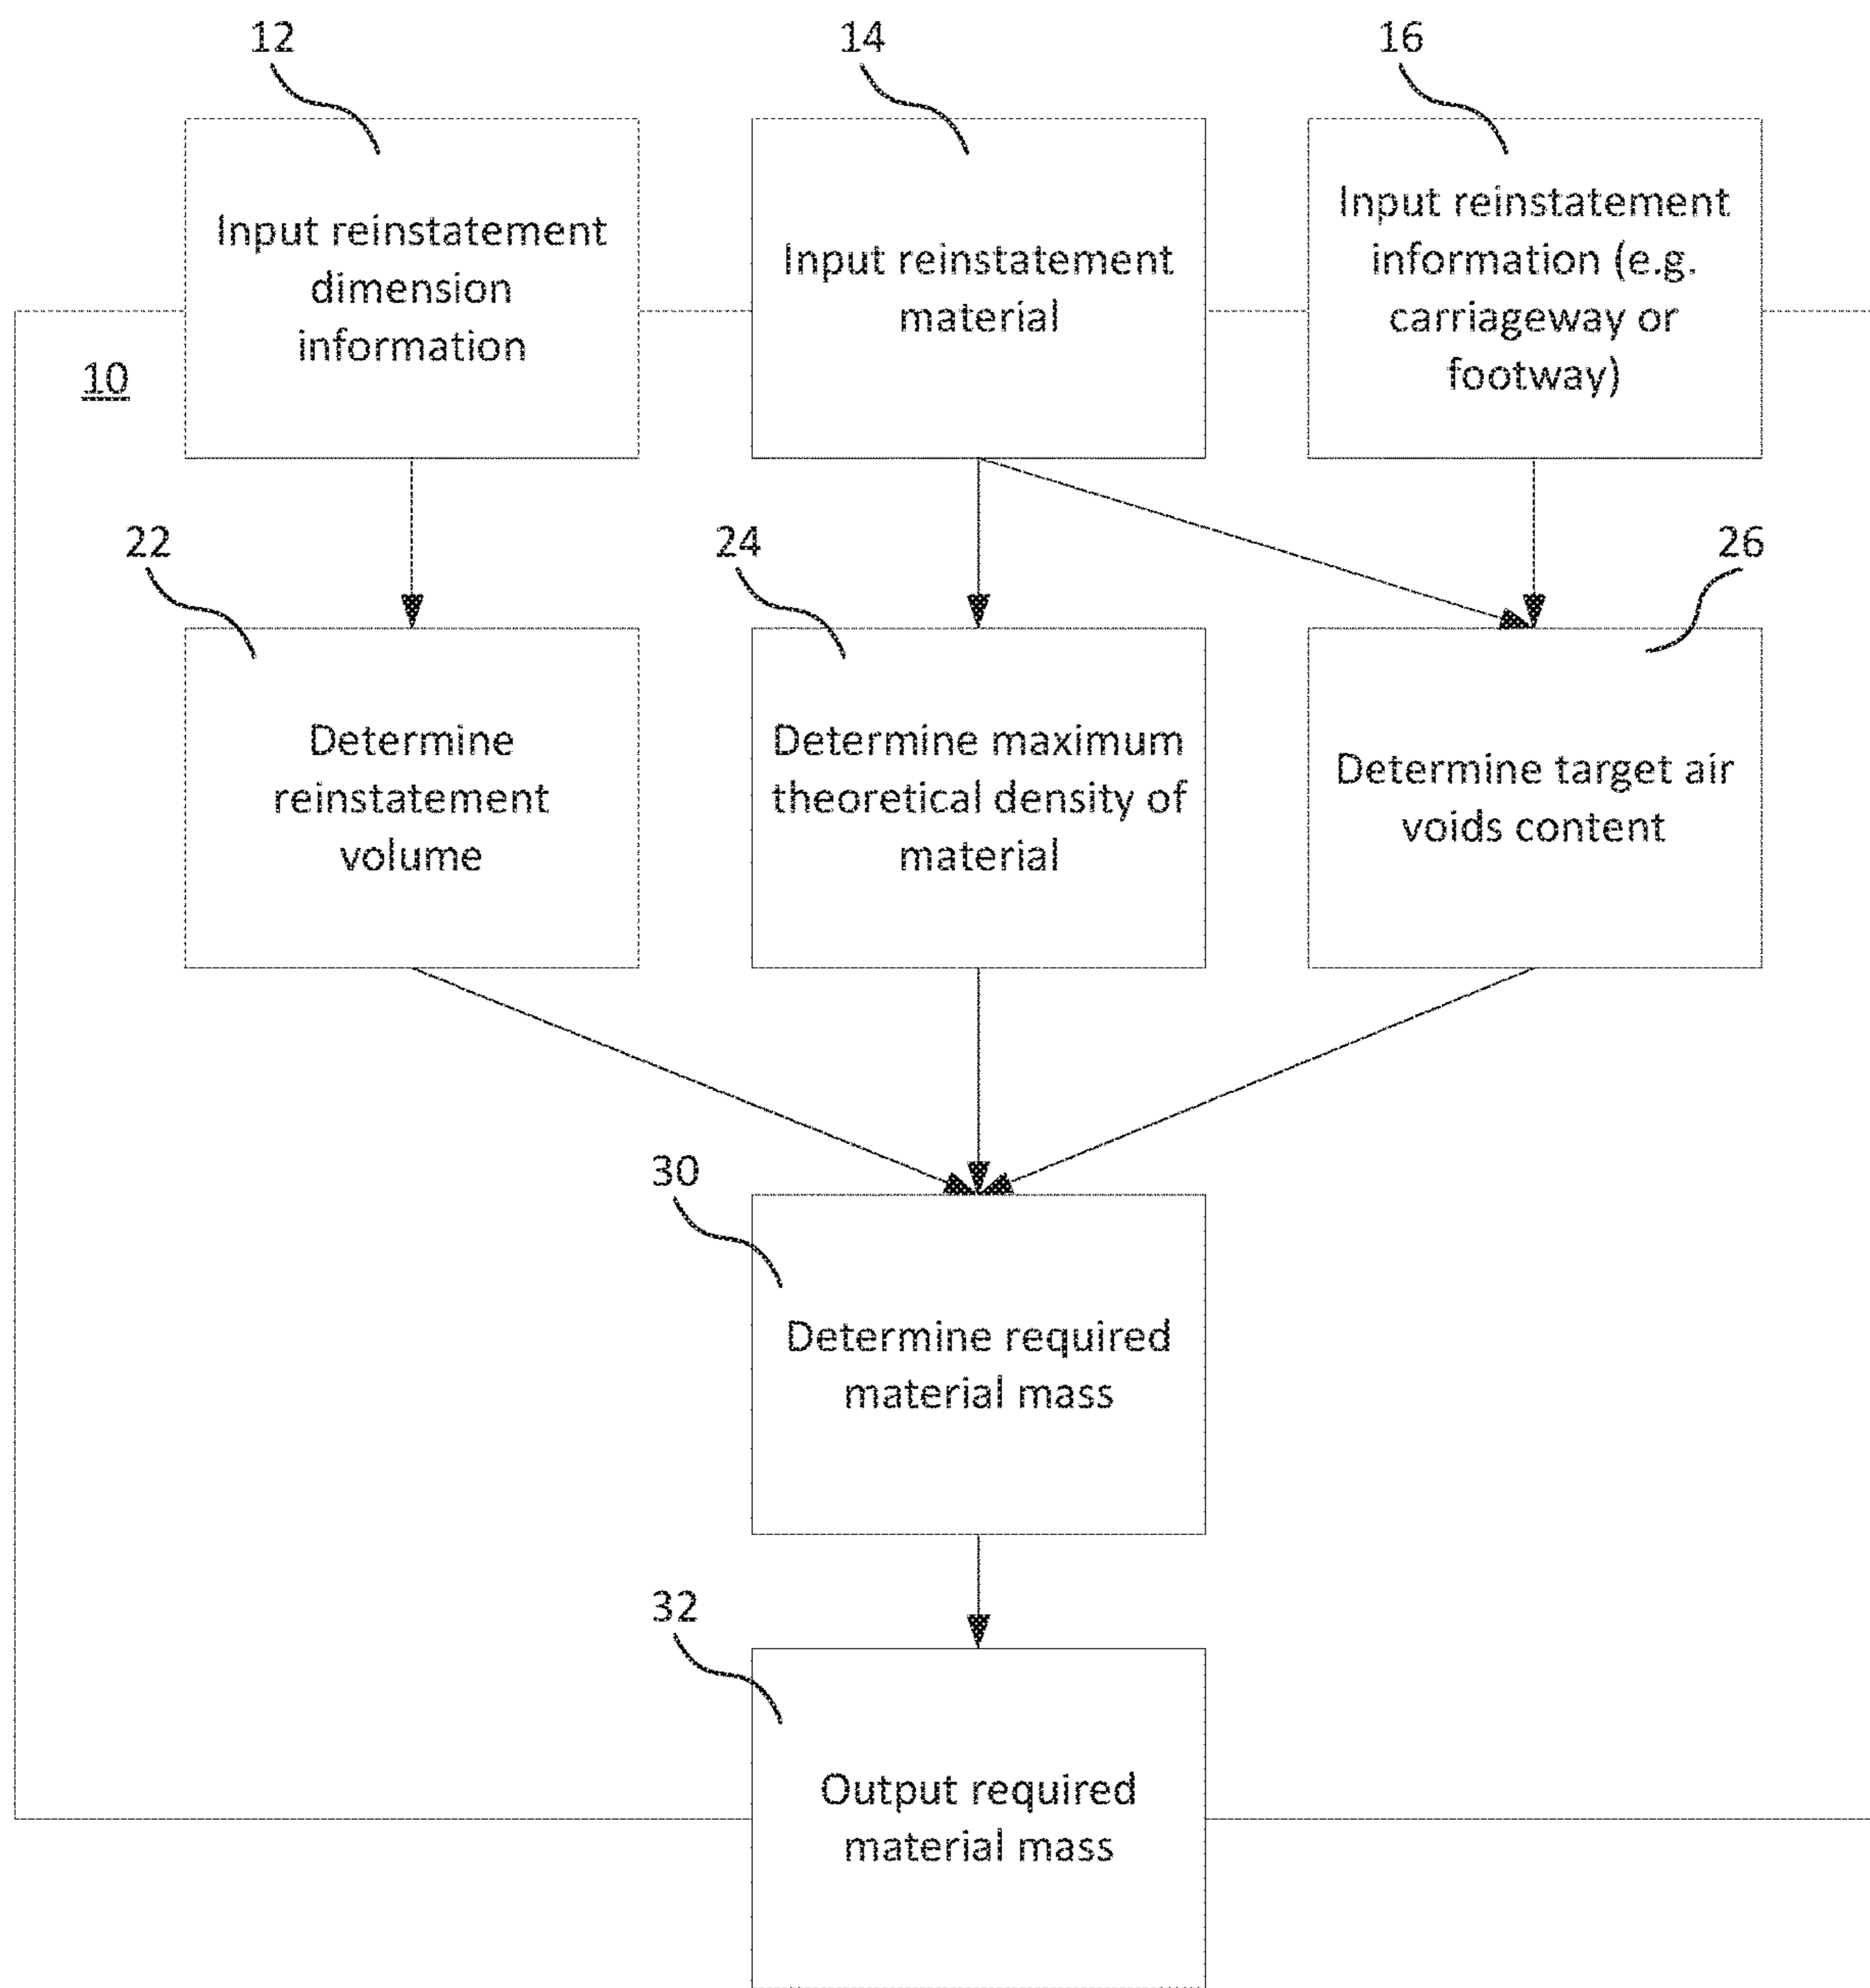 12
14
16
Input reinstatement
dimension
information
Input reinstatement
material
Input reinstatement
information (e.g.
carriageway or
footway)
10
22
24
26
Determine
reinstatement
volume
Determine maximum
theoretical density of
material
Determine target air
voids content
30
Determine required
material mass
32
Output required
material mass